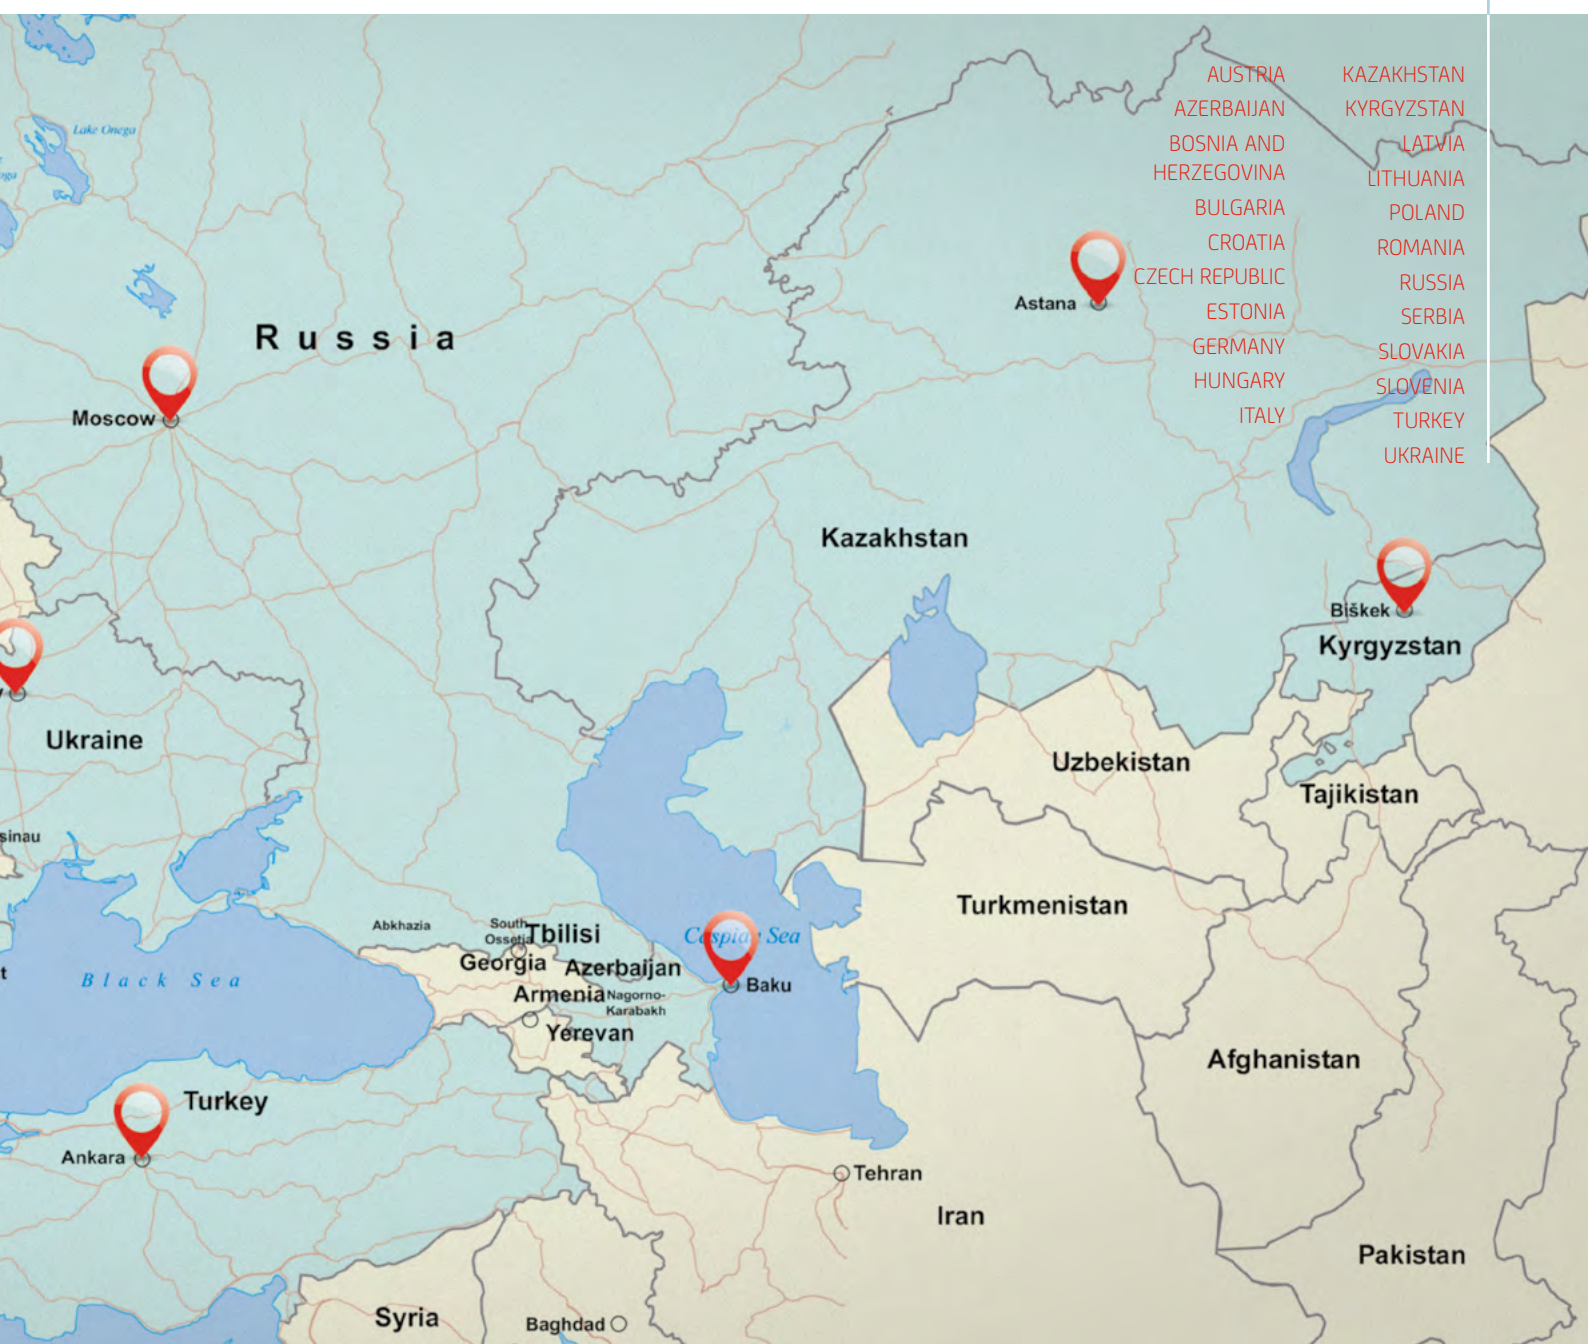 AUSTRIA
AZERBAIJAN
BOSNIA AND
HERZEGOVINA
BULGARIA
CROATIA
CZECH REPUBLIC
ESTONIA
GERMANY
HUNGARY
ITALY
KAZAKHSTAN
KYRGYZSTAN
LATVIA
LITHUANIA
POLAND
ROMANIA
RUSSIA
SERBIA
SLOVAKIA
SLOVENIA
TURKEY
UKRAINE
Lake Onega
Astana
Russia
Moscow
Kazakhstan
Biškek
Kyrgyzstan
Ukraine
Uzbekistan
Tajikistan
sinau
Turkmenistan
Abkhazia
South
Ossetia
Tbilisi
Caspian Sea
Georgia
Azerbaijan
Black Sea
Baku
Armenia
Nagorno-
Karabakh
Yerevan
Afghanistan
Turkey
Ankara
Tehran
Iran
Pakistan
Syria
Baghdad